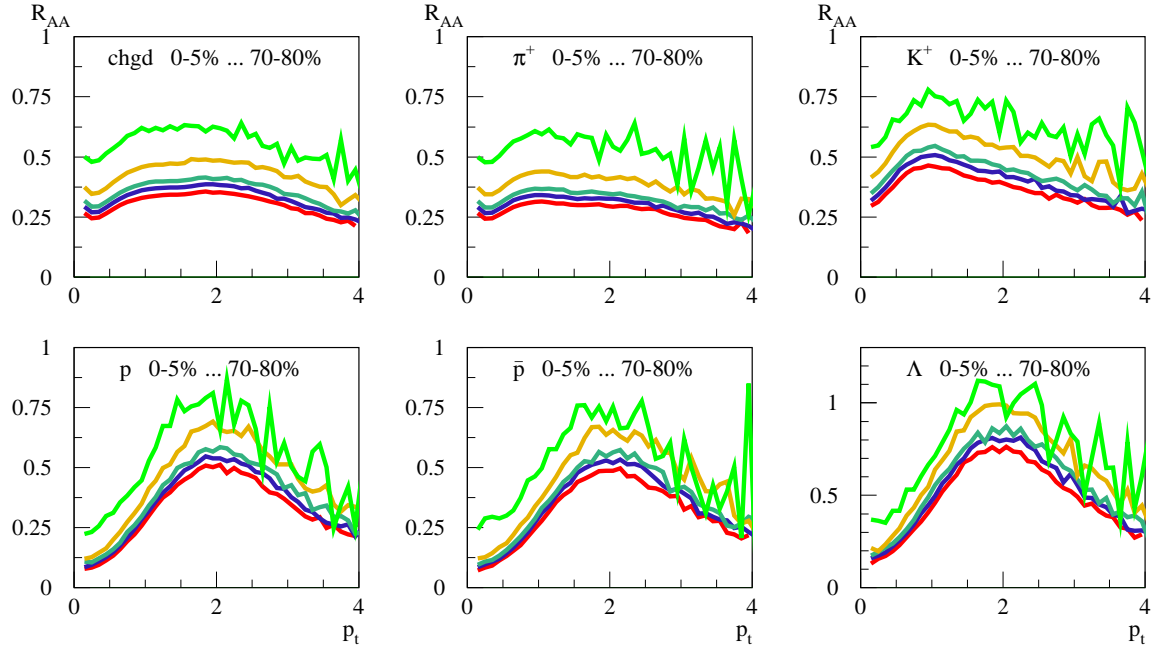 R_AA R_AA R_AA
1 1 1
chgd 0-5% ... 70-80% π⁺ 0-5% ... 70-80% K⁺ 0-5% ... 70-80%
0.75 0.75 0.75
0.5 0.5 0.5
0.25 0.25 0.25
0 0 0
0 2 4 0 2 4 0 2 4
1 1
p 0-5% ... 70-80% p̄ 0-5% ... 70-80% Λ 0-5% ... 70-80%
0.75 0.75 1
0.5 0.5 0.5
0.25 0.25
0 0 0
0 2 4 0 2 4 0 2 4
p_t p_t p_t